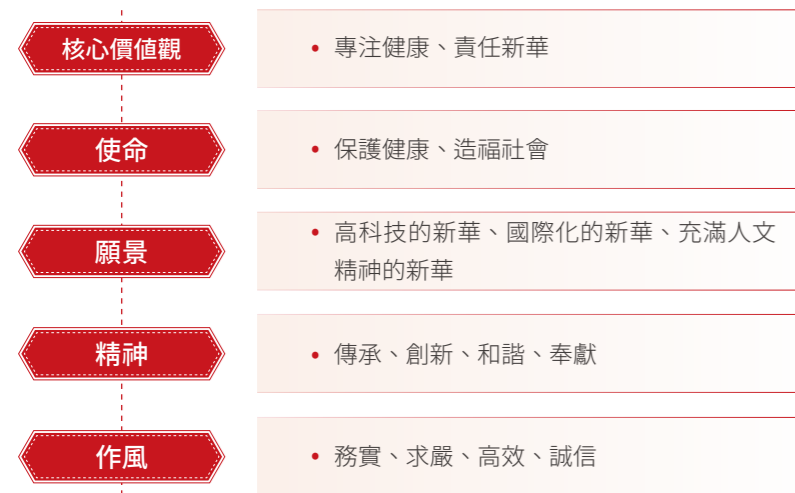 核心價值觀
• 專注健康、責任新華
使命
• 保護健康、造福社會
願景
• 高科技的新華、國際化的新華、充滿人文
精神的新華
精神
• 傳承、創新、和諧、奉獻
作風
• 務實、求嚴、高效、誠信